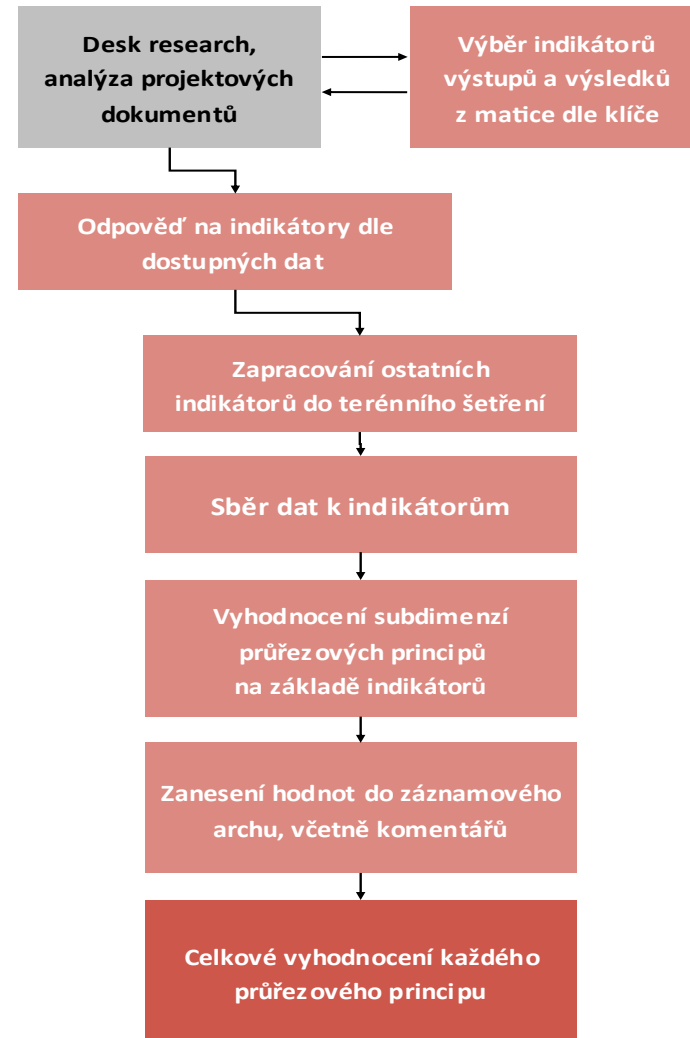 Desk research,
analýza projektových
dokumentů
Výběr indikátorů
výstupů a výsledků
z matice dle klíče
Odpověď na indikátory dle
dostupných dat
Zapracování ostatních
indikátorů do terénního šetření
Sběr dat k indikátorům
Vyhodnocení subdimenzí
průřezových principů
na základě indikátorů
Zanesení hodnot do záznamového
archu, včetně komentářů
Celkové vyhodnocení každého
průřezového principu